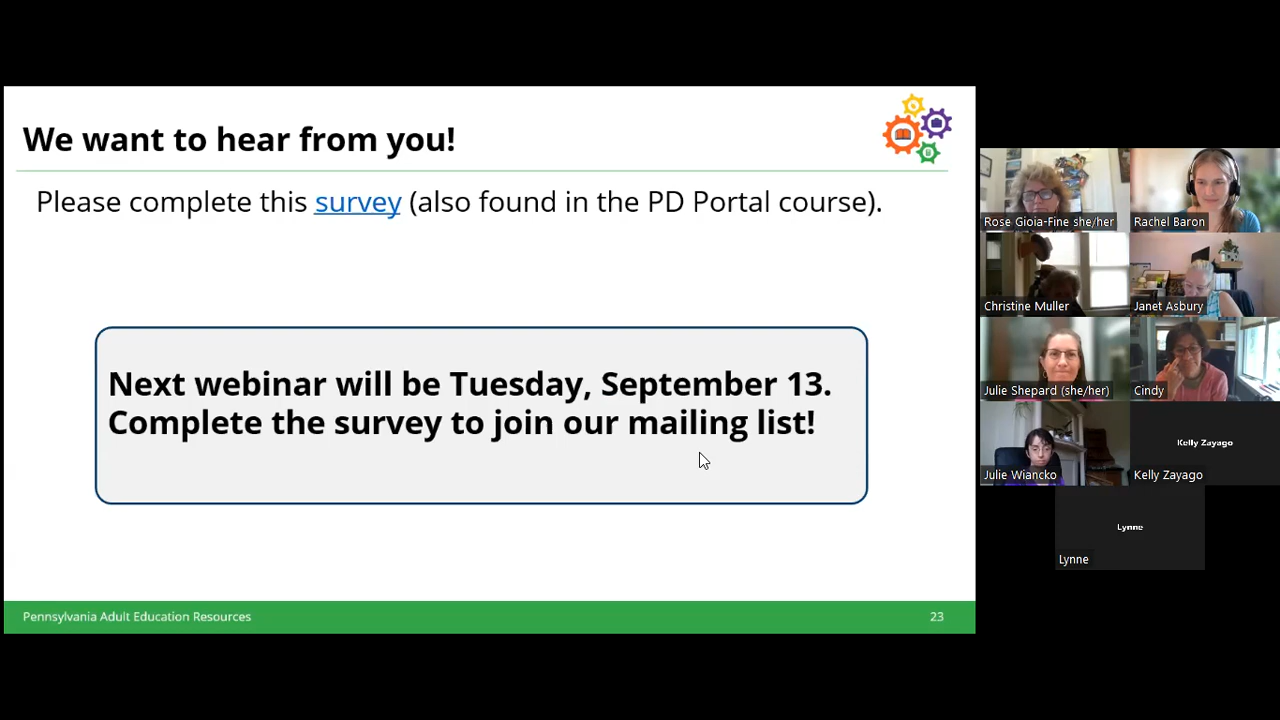 We want to hear from you!
Please complete this survey (also found in the PD Portal course).
Next webinar will be Tuesday, September 13.
Complete the survey to join our mailing list!
Pennsylvania Adult Education Resources
23
Rose Gioia-Fine she/her
Rachel Baron
Christine Muller
Janet Asbury
Julie Shepard (she/her)
Cindy
Julie Wiancko
Kelly Zayago
Kelly Zayago
Lynne
Lynne